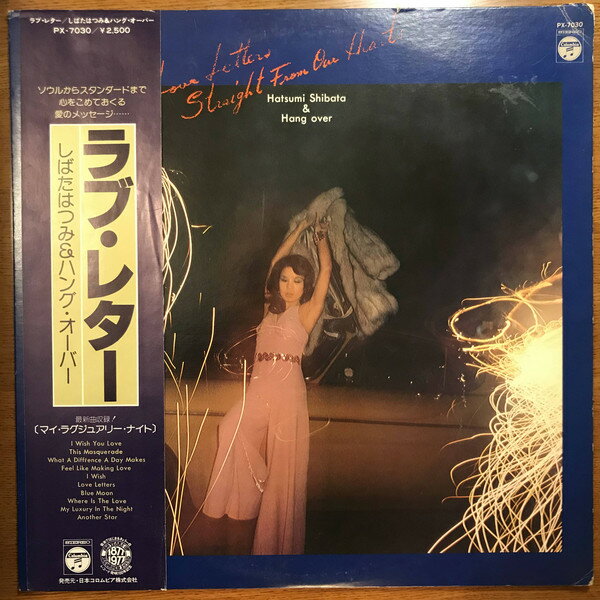 ラブ・レター/しばたはつみ&ハング・オーバー
PX-7030/￥2,500
ソウルからスタンダードまで
心をこめておくる
愛のメッセージ……
ラブ・レター
しばたはつみ&ハング・オーバー
最新曲収録!
〔マイ・ラグジュアリー・ナイト〕
I Wish You Love
This Masquerade
What A Diffrence A Day Makes
Feel Like Making Love
I Wish
Love Letters
Blue Moon
Where Is The Love
My Luxury In The Night
Another Star
Columbia
1877
1977
発売元・日本コロムビア株式会社
PX-7030
Columbia
Love Letters
Straight From Our Heart
Hatsumi Shibata
&
Hang over